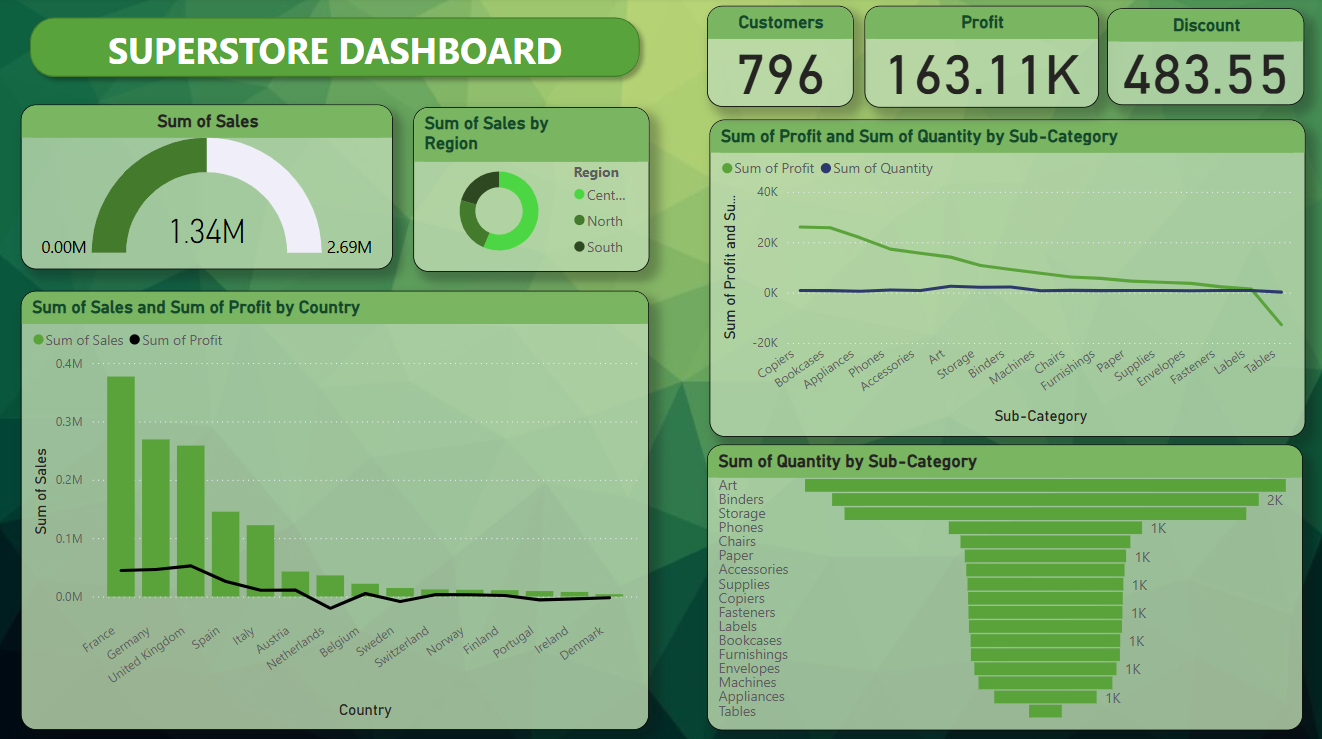 SUPERSTORE DASHBOARD
Customers
796
Profit
163.11K
Discount
483.55
Sum of Sales
1.34M
0.00M
2.69M
Sum of Sales by
Region
Region
Cent...
North
South
Sum of Profit and Sum of Quantity by Sub-Category
Sum of Profit
Sum of Quantity
Sum of Profit and Su...
40K
20K
0K
-20K
Copiers
Bookcases
Appliances
Phones
Accessories
Art
Storage
Binders
Machines
Chairs
Furnishings
Paper
Supplies
Envelopes
Fasteners
Labels
Tables
Sub-Category
Sum of Sales and Sum of Profit by Country
Sum of Sales
Sum of Profit
Sum of Sales
0.4M
0.3M
0.2M
0.1M
0.0M
France
Germany
United Kingdom
Spain
Italy
Austria
Netherlands
Belgium
Sweden
Switzerland
Norway
Finland
Portugal
Ireland
Denmark
Country
Sum of Quantity by Sub-Category
Art
Binders 2K
Storage
Phones 1K
Chairs
Paper 1K
Accessories
Supplies 1K
Copiers
Fasteners 1K
Labels
Bookcases 1K
Furnishings
Envelopes 1K
Machines
Appliances 1K
Tables